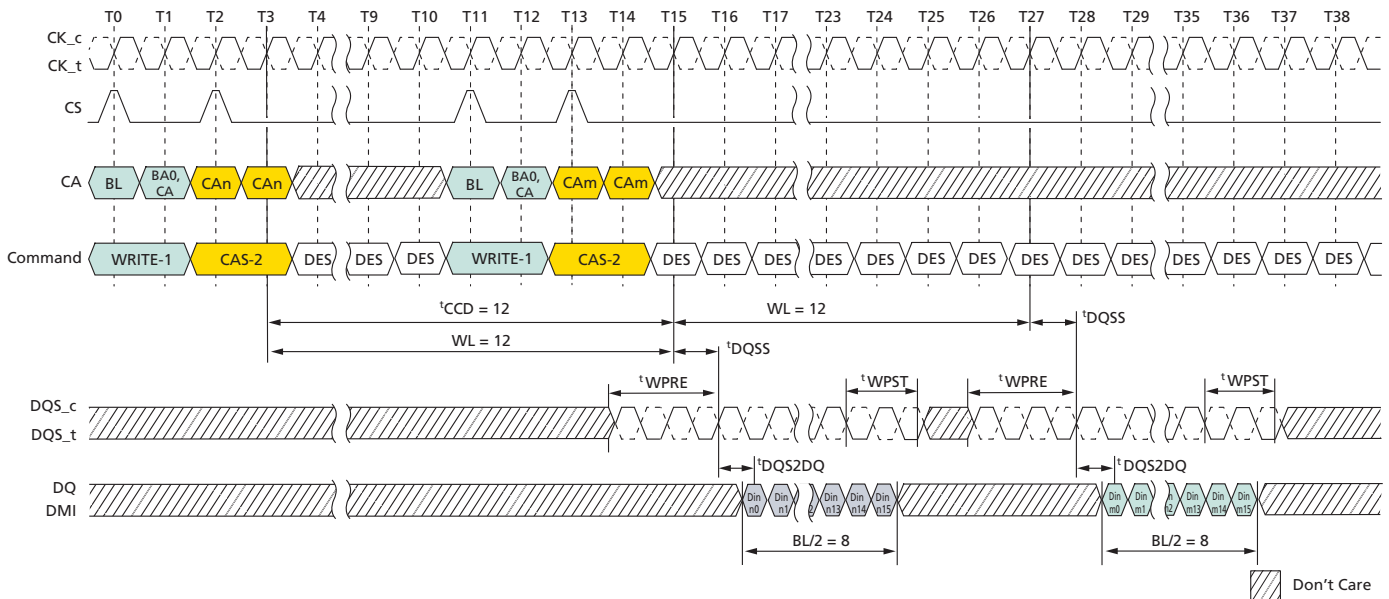 T0 T1 T2 T3 T4 T9 T10 T11 T12 T13 T14 T15 T16 T17 T23 T24 T25 T26 T27 T28 T29 T35 T36 T37 T38
CK_c
CK_t
CS
CA BL BA0, CA CAn CAn BL BA0, CA CAm CAm
Command WRITE-1 CAS-2 DES DES DES WRITE-1 CAS-2 DES DES DES DES DES DES DES DES DES DES DES DES DES DES
tCCD = 12 WL = 12
tDQSS
WL = 12 tDQSS
tWPRE tWPST tWPRE tWPST
DQS_c
DQS_t
tDQS2DQ tDQS2DQ
DQ
DMI
Din n0 Din n1 2 Din n13 Din n14 Din n15 Din m0 Din m1 n m2 Din m13 Din m14 Din m15
BL/2 = 8 BL/2 = 8
Don't Care